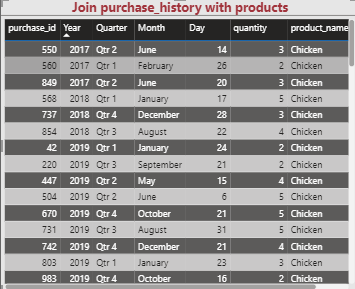 Join purchase_history with products
purchase_id Year Quarter Month Day quantity product_name
550 2017 Qtr 2 June 14 3 Chicken
560 2017 Qtr 1 February 26 2 Chicken
849 2017 Qtr 2 June 20 3 Chicken
568 2018 Qtr 1 January 17 5 Chicken
737 2018 Qtr 4 December 28 3 Chicken
854 2018 Qtr 3 August 22 4 Chicken
42 2019 Qtr 1 January 24 2 Chicken
220 2019 Qtr 3 September 21 2 Chicken
447 2019 Qtr 2 May 15 4 Chicken
504 2019 Qtr 2 June 6 5 Chicken
670 2019 Qtr 4 October 21 5 Chicken
731 2019 Qtr 3 August 31 5 Chicken
742 2019 Qtr 4 December 21 4 Chicken
803 2019 Qtr 1 January 23 3 Chicken
983 2019 Qtr 4 October 16 2 Chicken